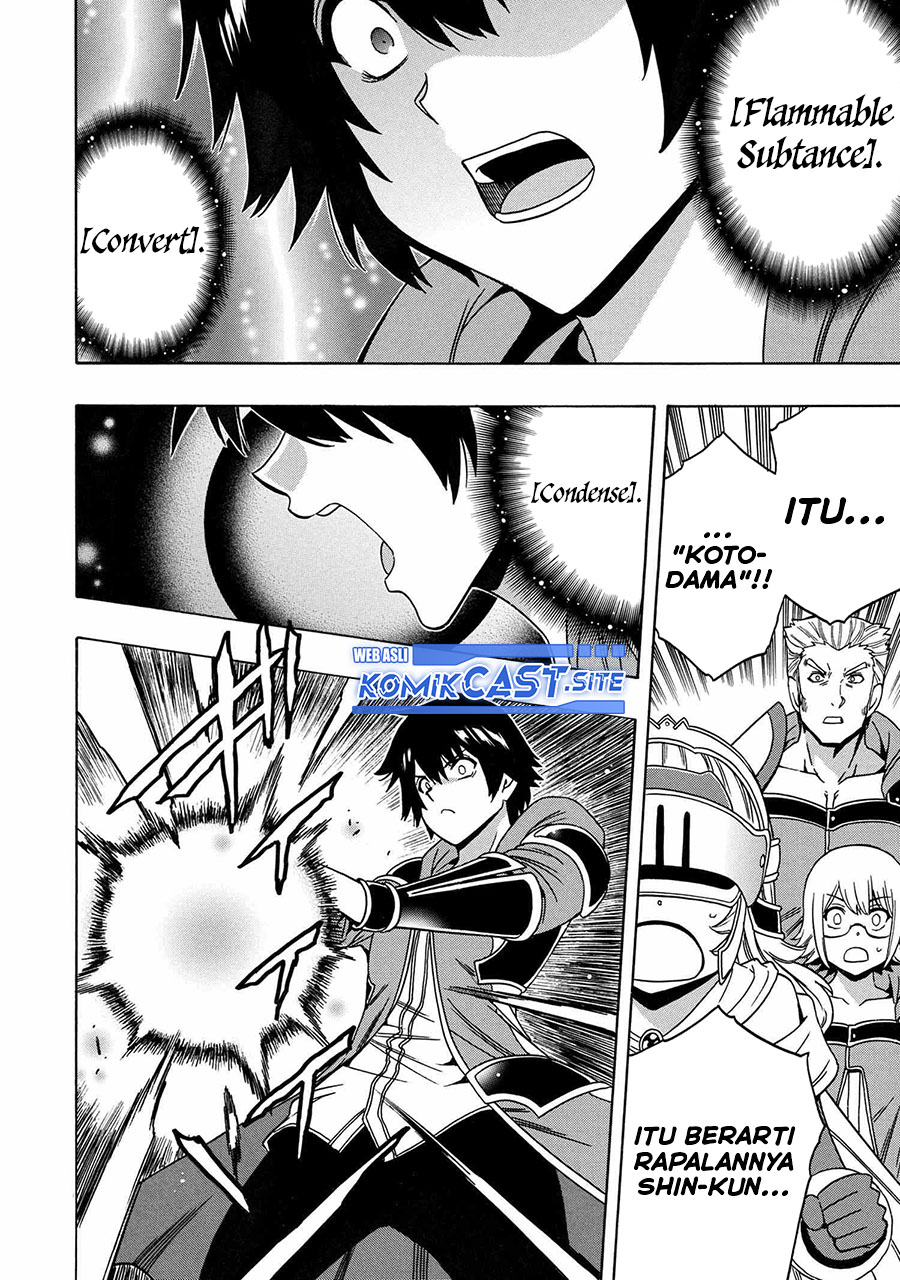 [Flammable
Subtance].
[Convert].
ITU...
...
"KOTO-
DAMA"!!
[Condense].
WEB ASLI
KOMIKCAST.SITE
ITU BERARTI
RAPALANNYA
SHIN-KUN...